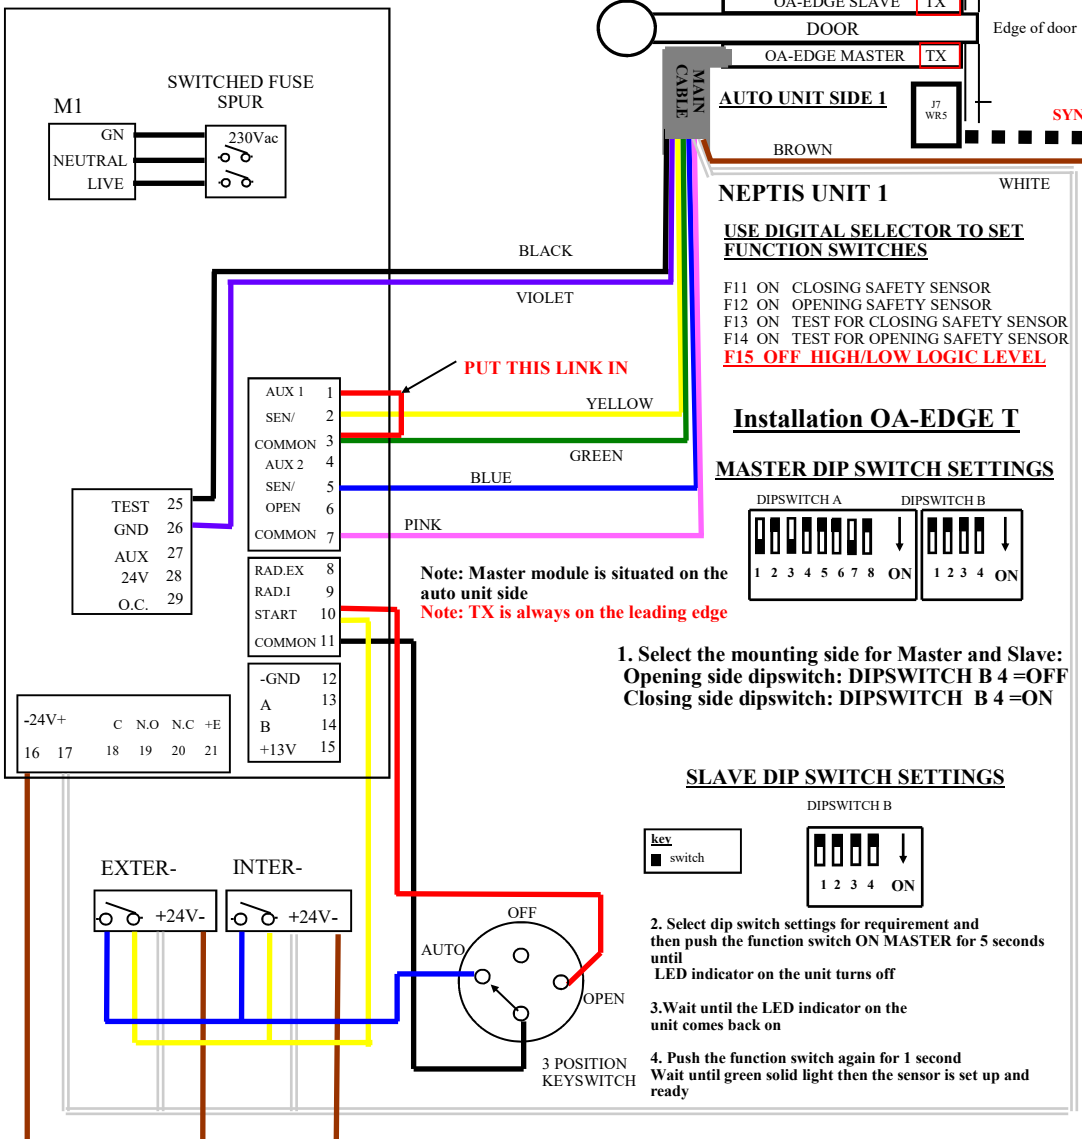 OA-EDGE SLAVE TX
DOOR
Edge of door
OA-EDGE MASTER TX
MAIN
CABLE
AUTO UNIT SIDE 1
J7
WR5
SYN
BROWN
WHITE
SWITCHED FUSE
SPUR
M1
GN
NEUTRAL
LIVE
230Vac
NEPTIS UNIT 1
USE DIGITAL SELECTOR TO SET
FUNCTION SWITCHES
F11 ON CLOSING SAFETY SENSOR
F12 ON OPENING SAFETY SENSOR
F13 ON TEST FOR CLOSING SAFETY SENSOR
F14 ON TEST FOR OPENING SAFETY SENSOR
F15 OFF HIGH/LOW LOGIC LEVEL
BLACK
VIOLET
PUT THIS LINK IN
YELLOW
GREEN
BLUE
PINK
AUX 1 1
SEN/ 2
COMMON 3
AUX 2 4
SEN/ 5
OPEN 6
COMMON 7
RAD.EX 8
RAD.I 9
START 10
COMMON 11
-GND 12
A 13
B 14
+13V 15
TEST 25
GND 26
AUX 27
24V 28
O.C. 29
-24V+ C N.O N.C +E
16 17 18 19 20 21
Installation OA-EDGE T
MASTER DIP SWITCH SETTINGS
DIPSWITCH A DIPSWITCH B
1 2 3 4 5 6 7 8 ON 1 2 3 4 ON
Note: Master module is situated on the
auto unit side
Note: TX is always on the leading edge
1. Select the mounting side for Master and Slave:
Opening side dipswitch: DIPSWITCH B 4 =OFF
Closing side dipswitch: DIPSWITCH B 4 =ON
SLAVE DIP SWITCH SETTINGS
DIPSWITCH B
key
switch
1 2 3 4 ON
EXTER- INTER-
+24V- +24V-
OFF
AUTO
OPEN
3 POSITION
KEYSWITCH
2. Select dip switch settings for requirement and
then push the function switch ON MASTER for 5 seconds
until
LED indicator on the unit turns off
3.Wait until the LED indicator on the
unit comes back on
4. Push the function switch again for 1 second
Wait until green solid light then the sensor is set up and
ready